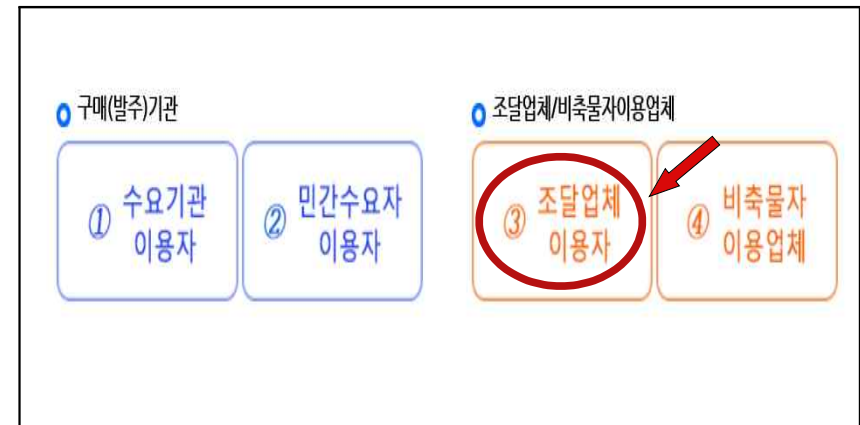 구매(발주)기관
① 수요기관
이용자
② 민간수요자
이용자
조달업체/비축물자이용업체
③ 조달업체
이용자
④ 비축물자
이용업체